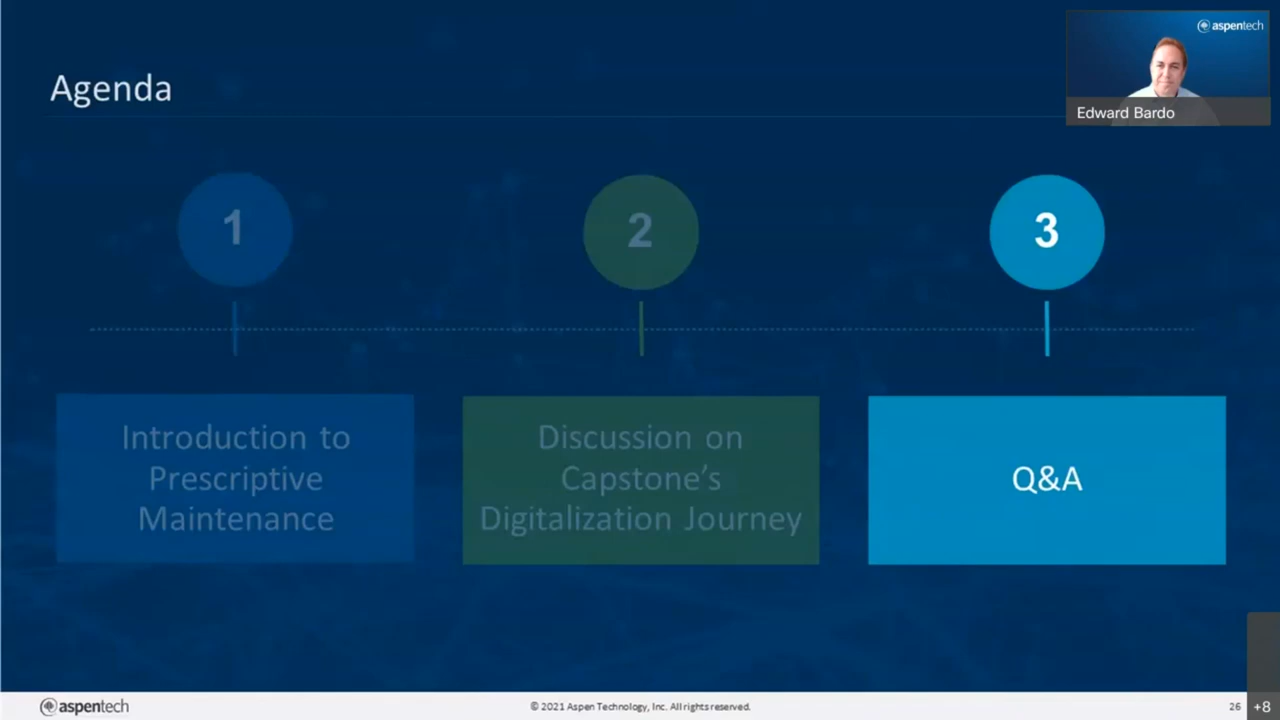 aspentech
Agenda
Edward Bardo
1
2
3
Introduction to
Prescriptive
Maintenance
Discussion on
Capstone’s
Digitalization Journey
Q&A
aspentech
© 2021 Aspen Technology, Inc. All rights reserved.
26
+8